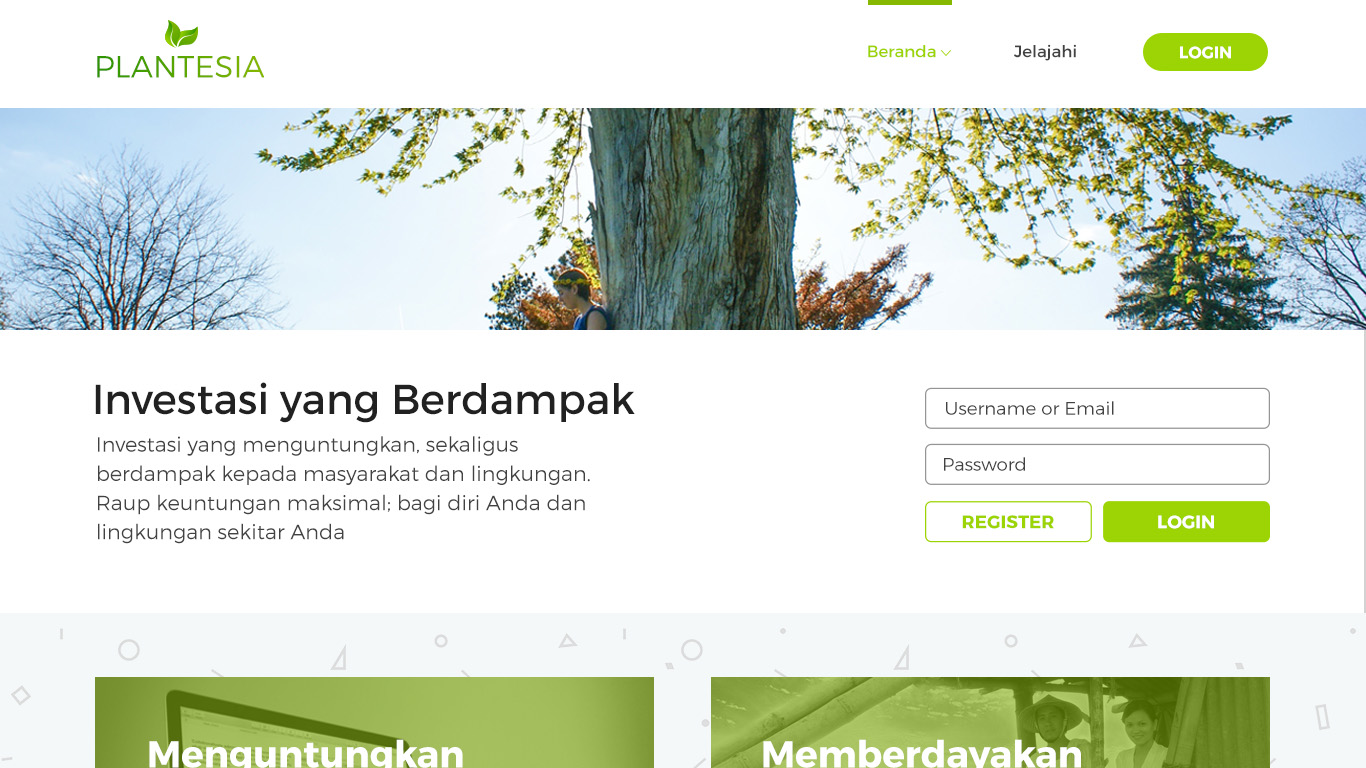 PLANTESIA
Beranda
Jelajahi
LOGIN
Investasi yang Berdampak
Investasi yang menguntungkan, sekaligus
berdampak kepada masyarakat dan lingkungan.
Raup keuntungan maksimal; bagi diri Anda dan
lingkungan sekitar Anda
Username or Email
Password
REGISTER
LOGIN
Menguntungkan
Memberdayakan